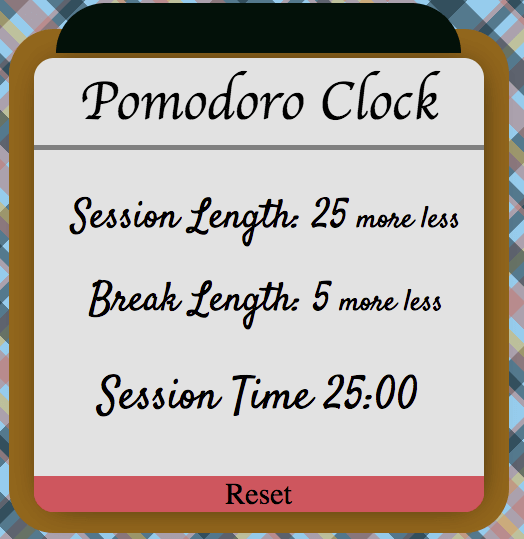 Pomodoro Clock
Session Length: 25 more less
Break Length: 5 more less
Session Time 25:00
Reset